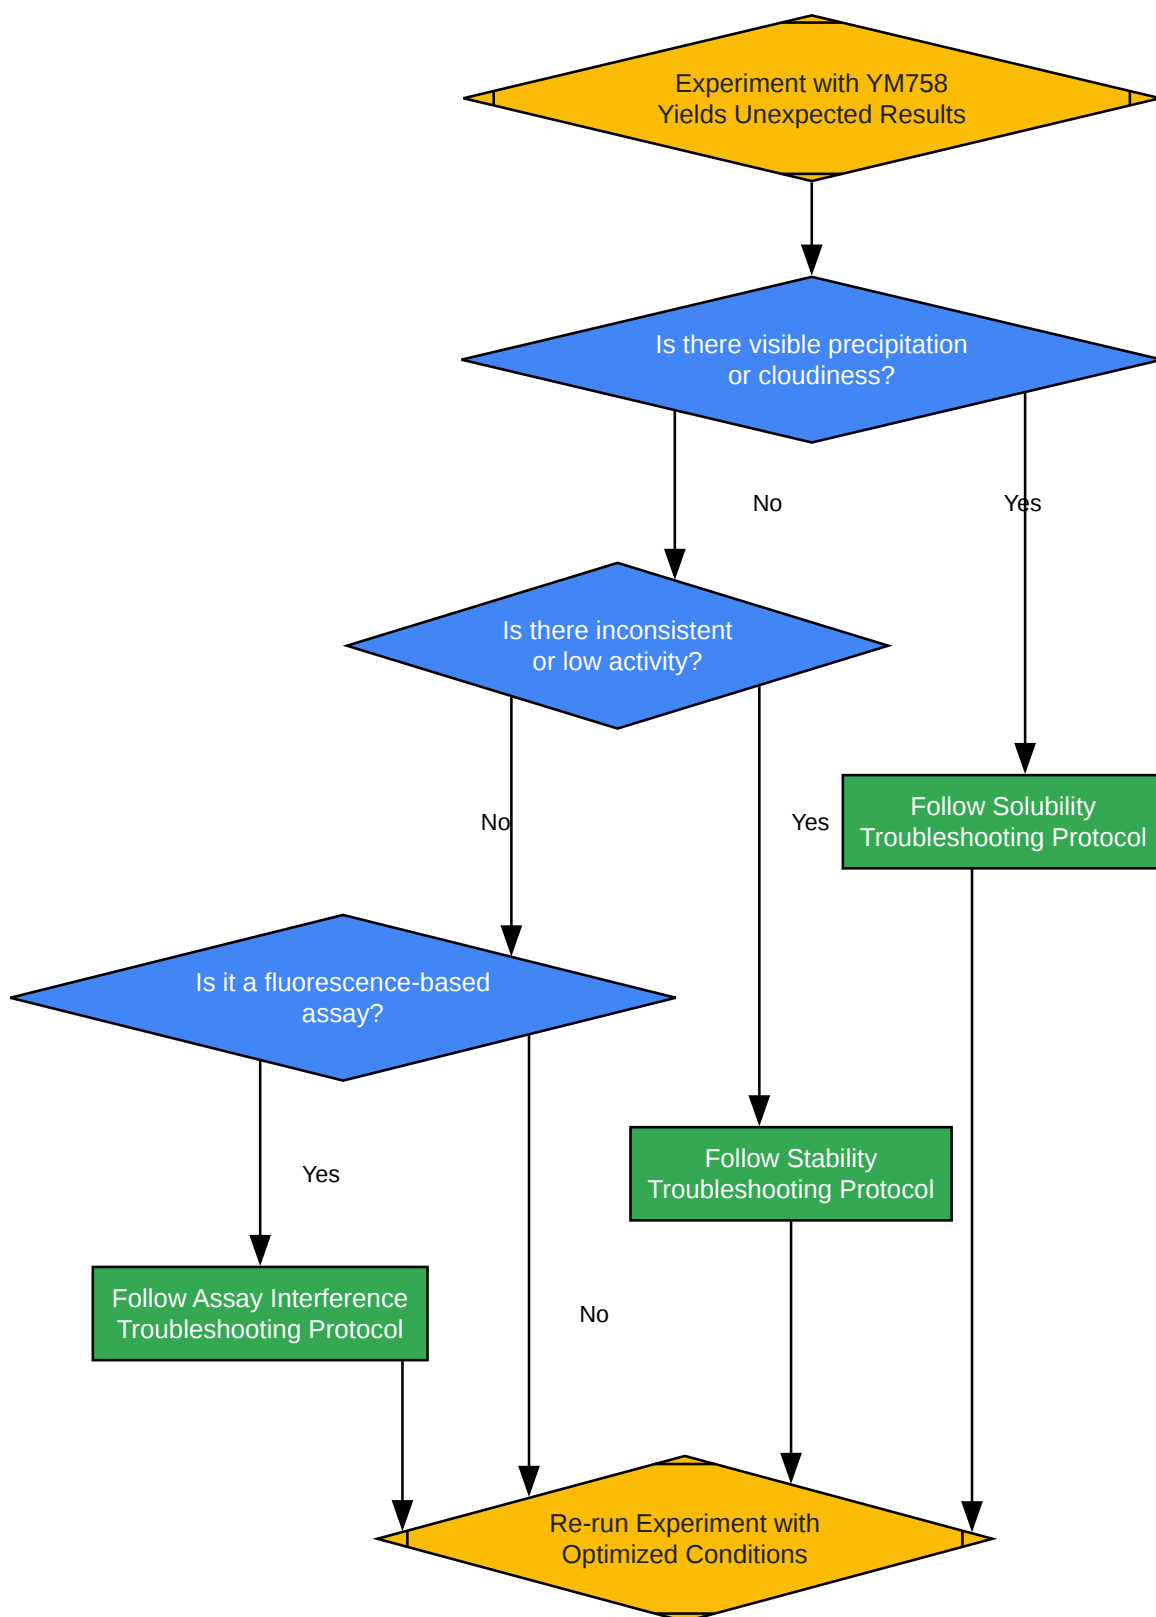 Experiment with YM758
Yields Unexpected Results
Is there visible precipitation
or cloudiness?
No
Yes
Is there inconsistent
or low activity?
Follow Solubility
Troubleshooting Protocol
No
Yes
Is it a fluorescence-based
assay?
Follow Stability
Troubleshooting Protocol
Yes
Follow Assay Interference
Troubleshooting Protocol
No
Re-run Experiment with
Optimized Conditions